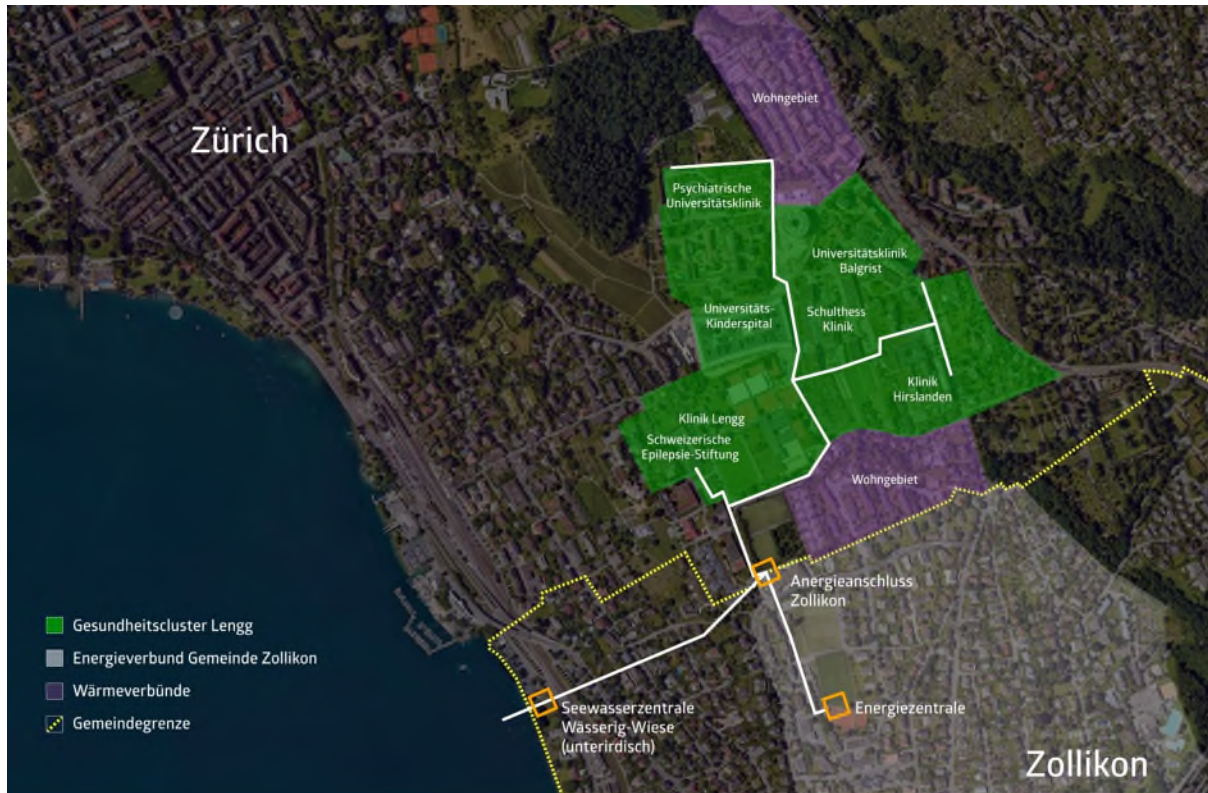 Zürich
Wohngebiet
Psychiatrische
Universitätsklinik
Universitätsklinik
Balgrist
Universitäts-
Kinderspital
Schulthess
Klinik
Klinik
Hirslanden
Klinik Lengg
Schweizerische
Epilepsie-Stiftung
Wohngebiet
Anergieanschluss
Zollikon
Gesundheitscluster Lengg
Energieverbund Gemeinde Zollikon
Wärmeverbünde
Gemeindegrenze
Seewasserzentrale
Wässerig-Wiese
(unterirdisch)
Energiezentrale
Zollikon